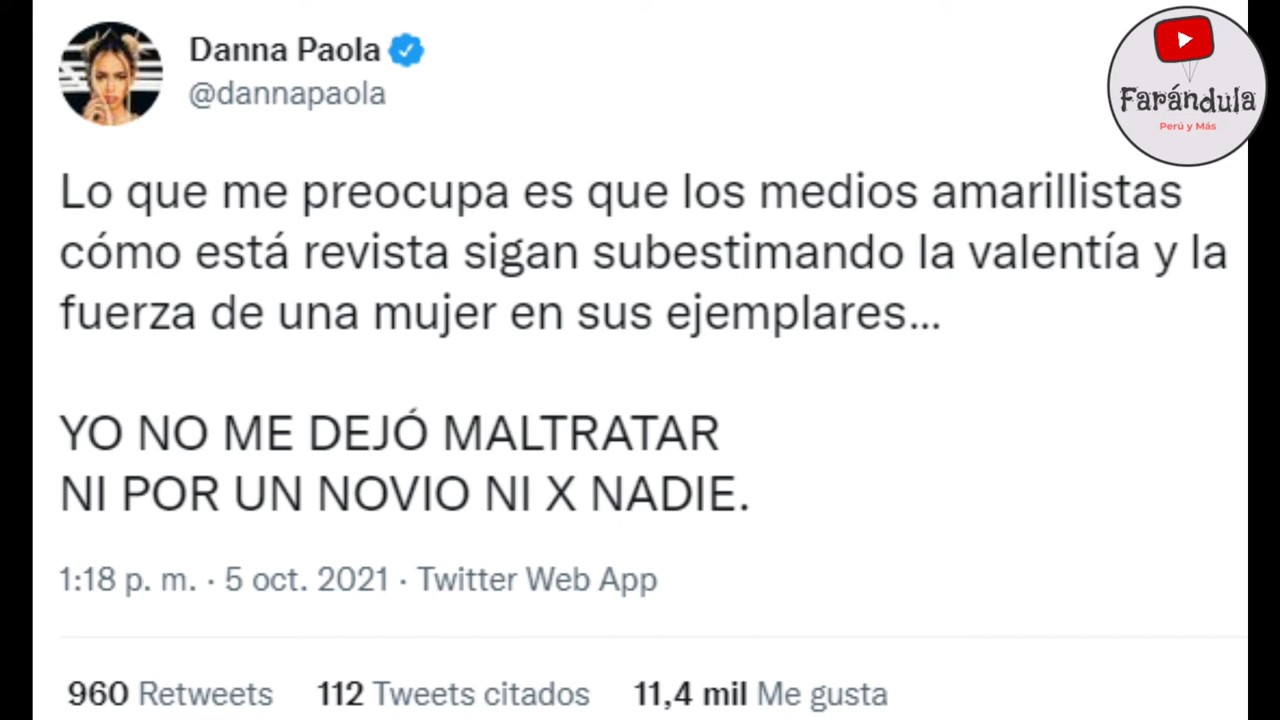 Danna Paola
@dannapaola
Farándula
Perú y Más
Lo que me preocupa es que los medios amarillistas
cómo está revista sigan subestimando la valentía y la
fuerza de una mujer en sus ejemplares...
YO NO ME DEJÓ MALTRATAR
NI POR UN NOVIO NI X NADIE.
1:18 p. m. · 5 oct. 2021 · Twitter Web App
960 Retweets 112 Tweets citados 11,4 mil Me gusta